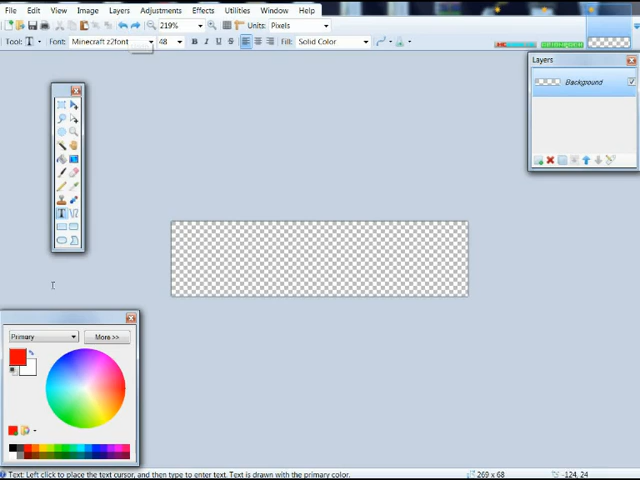 File Edit View Image Layers Adjustments Effects Utilities Window Help
219% Units: Pixels
Tool: T Font: Minecraft z2font 48 B I U S Fill: Solid Color
Layers
Background
Primary More >>
Text: Left click to place the text cursor, and then type to enter text. Text is drawn with the primary color. 269 x 68 -124, 24